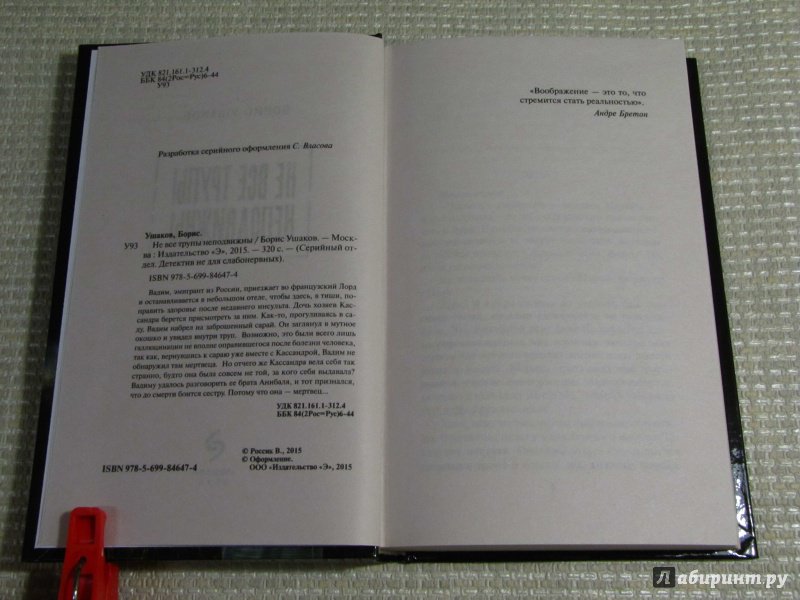 УДК 821.161.1-312.4
ББК 84(2Рос=Рус)6-44
У93
Разработка серийного оформления С. Власова
Ушаков, Борис.
У93 Не все трупы неподвижны / Борис Ушаков. — Моск-
ва : Издательство «Э», 2015. — 320 с. — (Серийный от-
дел. Детектив не для слабонервных).
ISBN 978-5-699-84647-4
Вадим, эмигрант из России, приезжает во французский Лорд
и останавливается в небольшом отеле, чтобы здесь, в тиши, по-
править здоровье после недавнего инсульта. Дочь хозяев Кас-
сандра берется присмотреть за ним. Как-то, прогуливаясь в са-
ду, Вадим набрел на заброшенный сарай. Он заглянул в мутное
окошко и увидел внутри труп. Возможно, это были всего лишь
галлюцинации не вполне оправившегося после болезни человека,
так как, вернувшись к сараю уже вместе с Кассандрой, Вадим не
обнаружил там мертвеца. Но отчего же Кассандра вела себя так
странно, будто она была совсем не той, за кого себя выдавала?
Вадиму удалось разговорить ее брата Анибаля, и тот признался,
что до смерти боится сестру. Потому что она — мертвец...
УДК 821.161.1-312.4
ББК 84(2Рос=Рус)6-44
© Россик В., 2015
© Оформление.
ISBN 978-5-699-84647-4 ООО «Издательство «Э», 2015
«Воображение — это то, что
стремится стать реальностью».
Андре Бретон
Лабиринт.ру